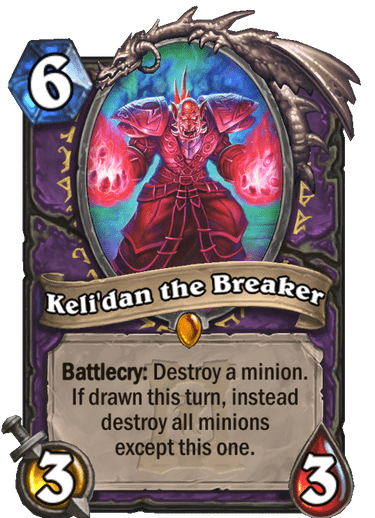 6
Keli'dan the Breaker
Battlecry: Destroy a minion.
If drawn this turn, instead
destroy all minions
except this one.
3
3